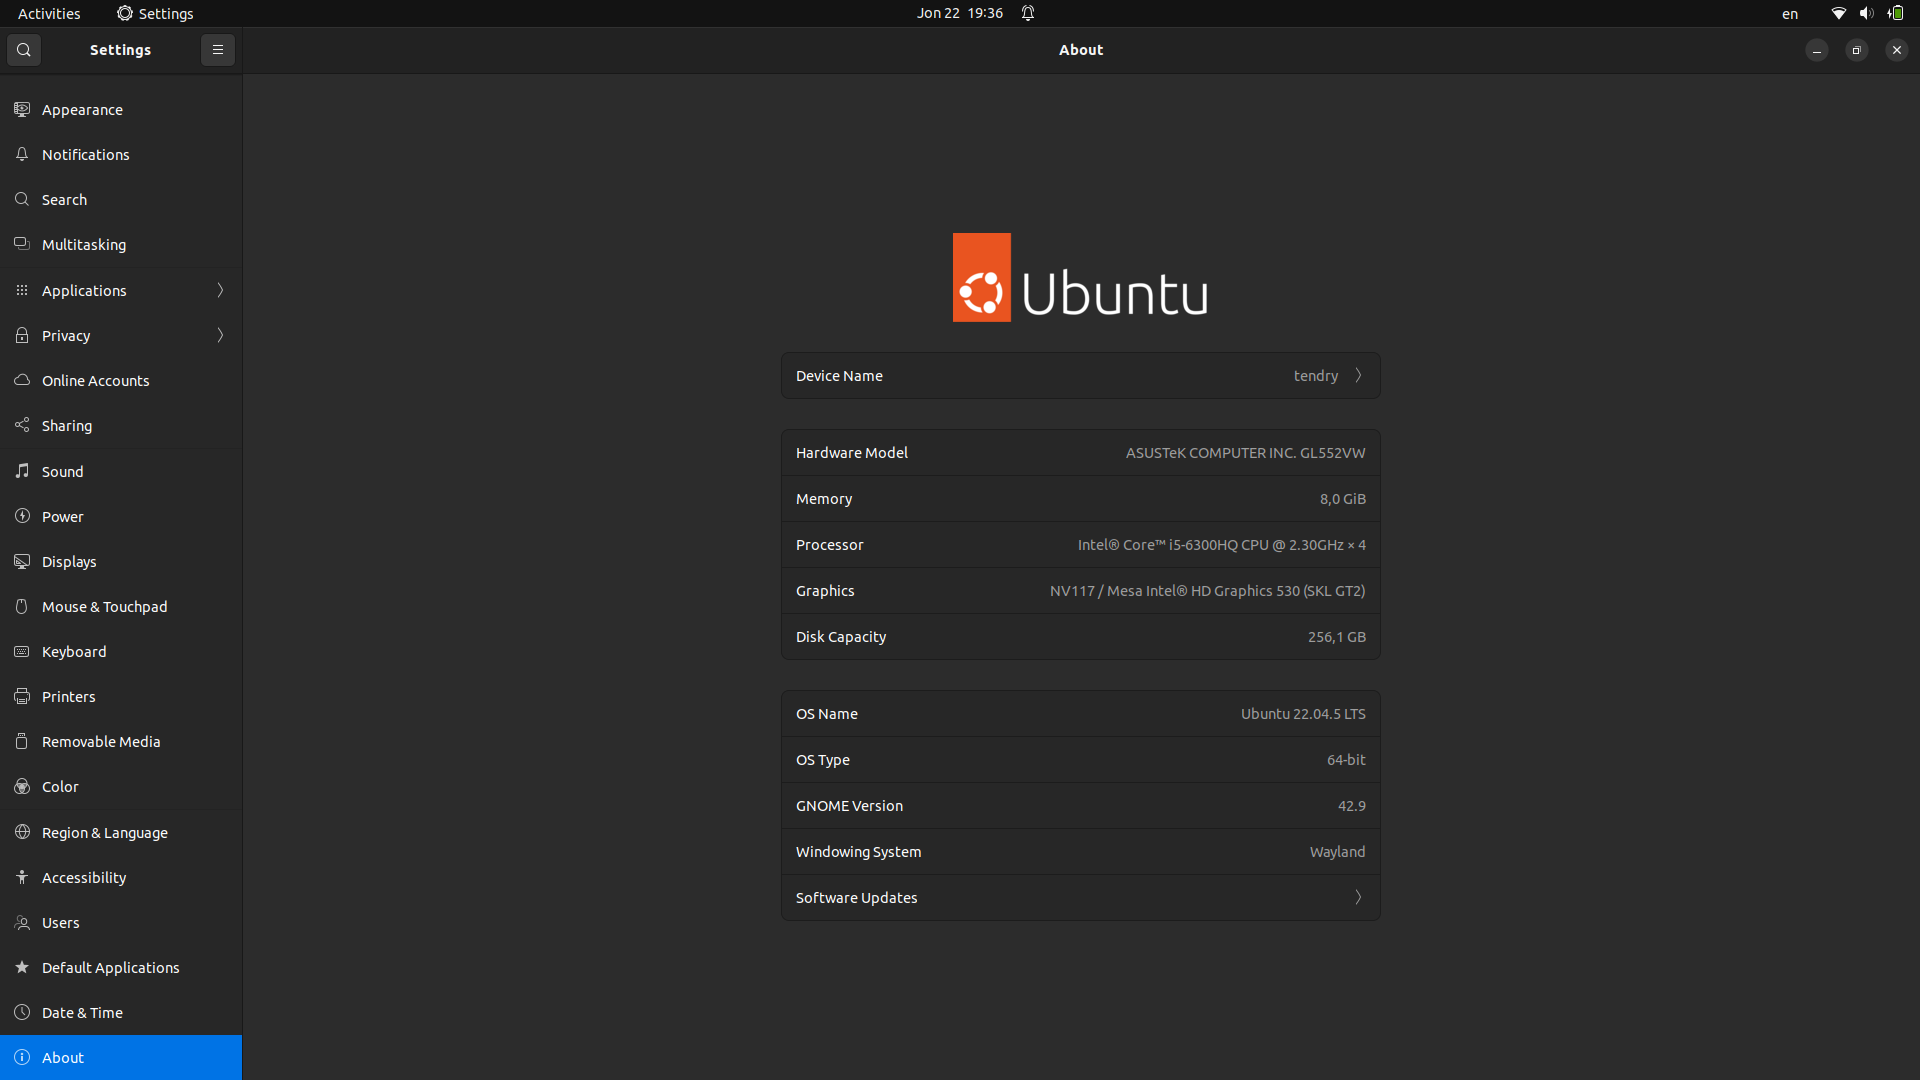 Activities Settings Jon 22 19:36 en
Settings About
Appearance
Notifications
Search
Multitasking
Applications
Privacy
Online Accounts
Sharing
Sound
Power
Displays
Mouse & Touchpad
Keyboard
Printers
Removable Media
Color
Region & Language
Accessibility
Users
Default Applications
Date & Time
About
Ubuntu
Device Name tendry
Hardware Model ASUSTeK COMPUTER INC. GL552VW
Memory 8,0 GiB
Processor Intel® Core™ i5-6300HQ CPU @ 2.30GHz × 4
Graphics NV117 / Mesa Intel® HD Graphics 530 (SKL GT2)
Disk Capacity 256,1 GB
OS Name Ubuntu 22.04.5 LTS
OS Type 64-bit
GNOME Version 42.9
Windowing System Wayland
Software Updates